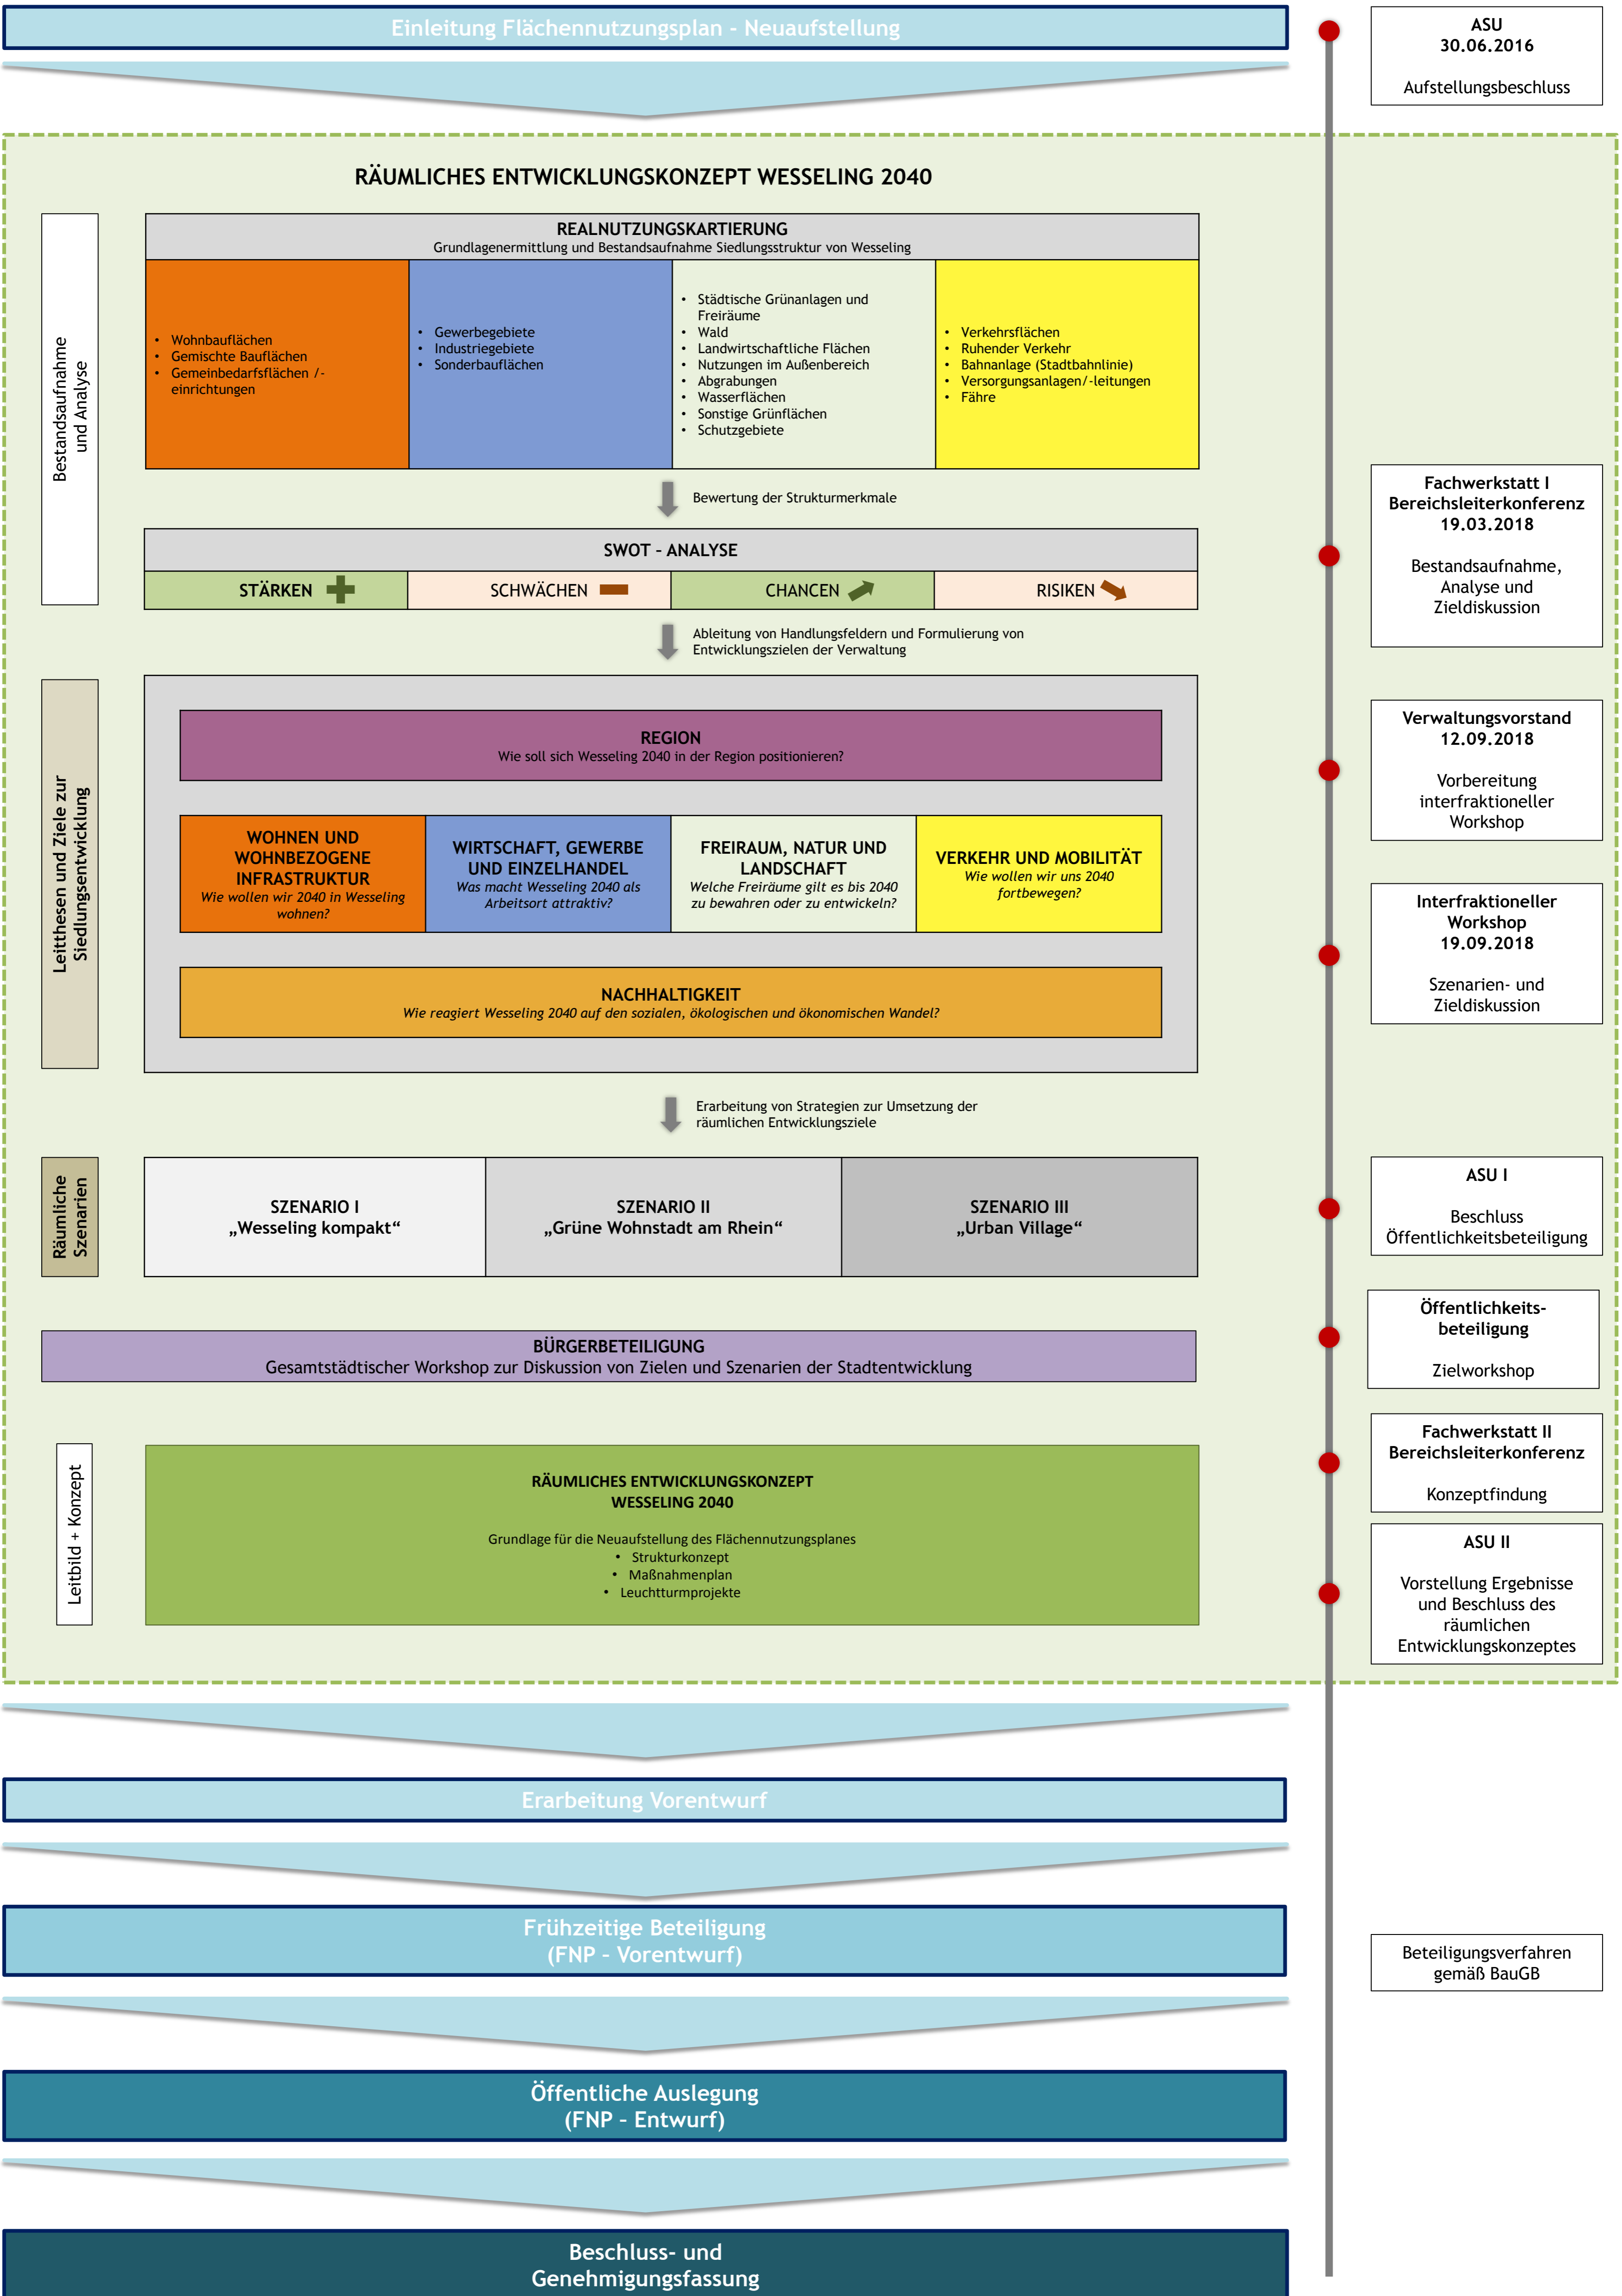 Einleitung Flächennutzungsplan - Neuaufstellung
ASU
30.06.2016
Aufstellungsbeschluss
RÄUMLICHES ENTWICKLUNGSKONZEPT WESSELING 2040
Bestandsaufnahme
und Analyse
REALNUTZUNGSKARTIERUNG
Grundlagenermittlung und Bestandsaufnahme Siedlungsstruktur von Wesseling
• Wohnbauflächen
• Gemischte Bauflächen
• Gemeinbedarfsflächen /-
einrichtungen
• Gewerbegebiete
• Industriegebiete
• Sonderbauflächen
• Städtische Grünanlagen und
Freiräume
• Wald
• Landwirtschaftliche Flächen
• Nutzungen im Außenbereich
• Abgrabungen
• Wasserflächen
• Sonstige Grünflächen
• Schutzgebiete
• Verkehrsflächen
• Ruhender Verkehr
• Bahnanlage (Stadtbahnlinie)
• Versorgungsanlagen/-leitungen
• Fähre
Bewertung der Strukturmerkmale
SWOT - ANALYSE
STÄRKEN
SCHWÄCHEN
CHANCEN
RISIKEN
Fachwerkstatt I
Bereichsleiterkonferenz
19.03.2018
Bestandsaufnahme,
Analyse und
Zieldiskussion
Ableitung von Handlungsfeldern und Formulierung von
Entwicklungszielen der Verwaltung
Leitthesen und Ziele zur
Siedlungsentwicklung
REGION
Wie soll sich Wesseling 2040 in der Region positionieren?
WOHNEN UND
WOHNBEZOGENE
INFRASTRUKTUR
Wie wollen wir 2040 in Wesseling
wohnen?
WIRTSCHAFT, GEWERBE
UND EINZELHANDEL
Was macht Wesseling 2040 als
Arbeitsort attraktiv?
FREIRAUM, NATUR UND
LANDSCHAFT
Welche Freiräume gilt es bis 2040
zu bewahren oder zu entwickeln?
VERKEHR UND MOBILITÄT
Wie wollen wir uns 2040
fortbewegen?
NACHHALTIGKEIT
Wie reagiert Wesseling 2040 auf den sozialen, ökologischen und ökonomischen Wandel?
Verwaltungsvorstand
12.09.2018
Vorbereitung
interfraktioneller
Workshop
Interfraktioneller
Workshop
19.09.2018
Szenarien- und
Zieldiskussion
Erarbeitung von Strategien zur Umsetzung der
räumlichen Entwicklungsziele
Räumliche
Szenarien
SZENARIO I
„Wesseling kompakt“
SZENARIO II
„Grüne Wohnstadt am Rhein“
SZENARIO III
„Urban Village“
ASU I
Beschluss
Öffentlichkeitsbeteiligung
BÜRGERBETEILIGUNG
Gesamtstädtischer Workshop zur Diskussion von Zielen und Szenarien der Stadtentwicklung
Öffentlichkeits-
beteiligung
Zielworkshop
Leitbild + Konzept
RÄUMLICHES ENTWICKLUNGSKONZEPT
WESSELING 2040
Grundlage für die Neuaufstellung des Flächennutzungsplanes
• Strukturkonzept
• Maßnahmenplan
• Leuchtturmprojekte
Fachwerkstatt II
Bereichsleiterkonferenz
Konzeptfindung
ASU II
Vorstellung Ergebnisse
und Beschluss des
räumlichen
Entwicklungskonzeptes
Erarbeitung Vorentwurf
Frühzeitige Beteiligung
(FNP - Vorentwurf)
Beteiligungsverfahren
gemäß BauGB
Öffentliche Auslegung
(FNP - Entwurf)
Beschluss- und
Genehmigungsfassung